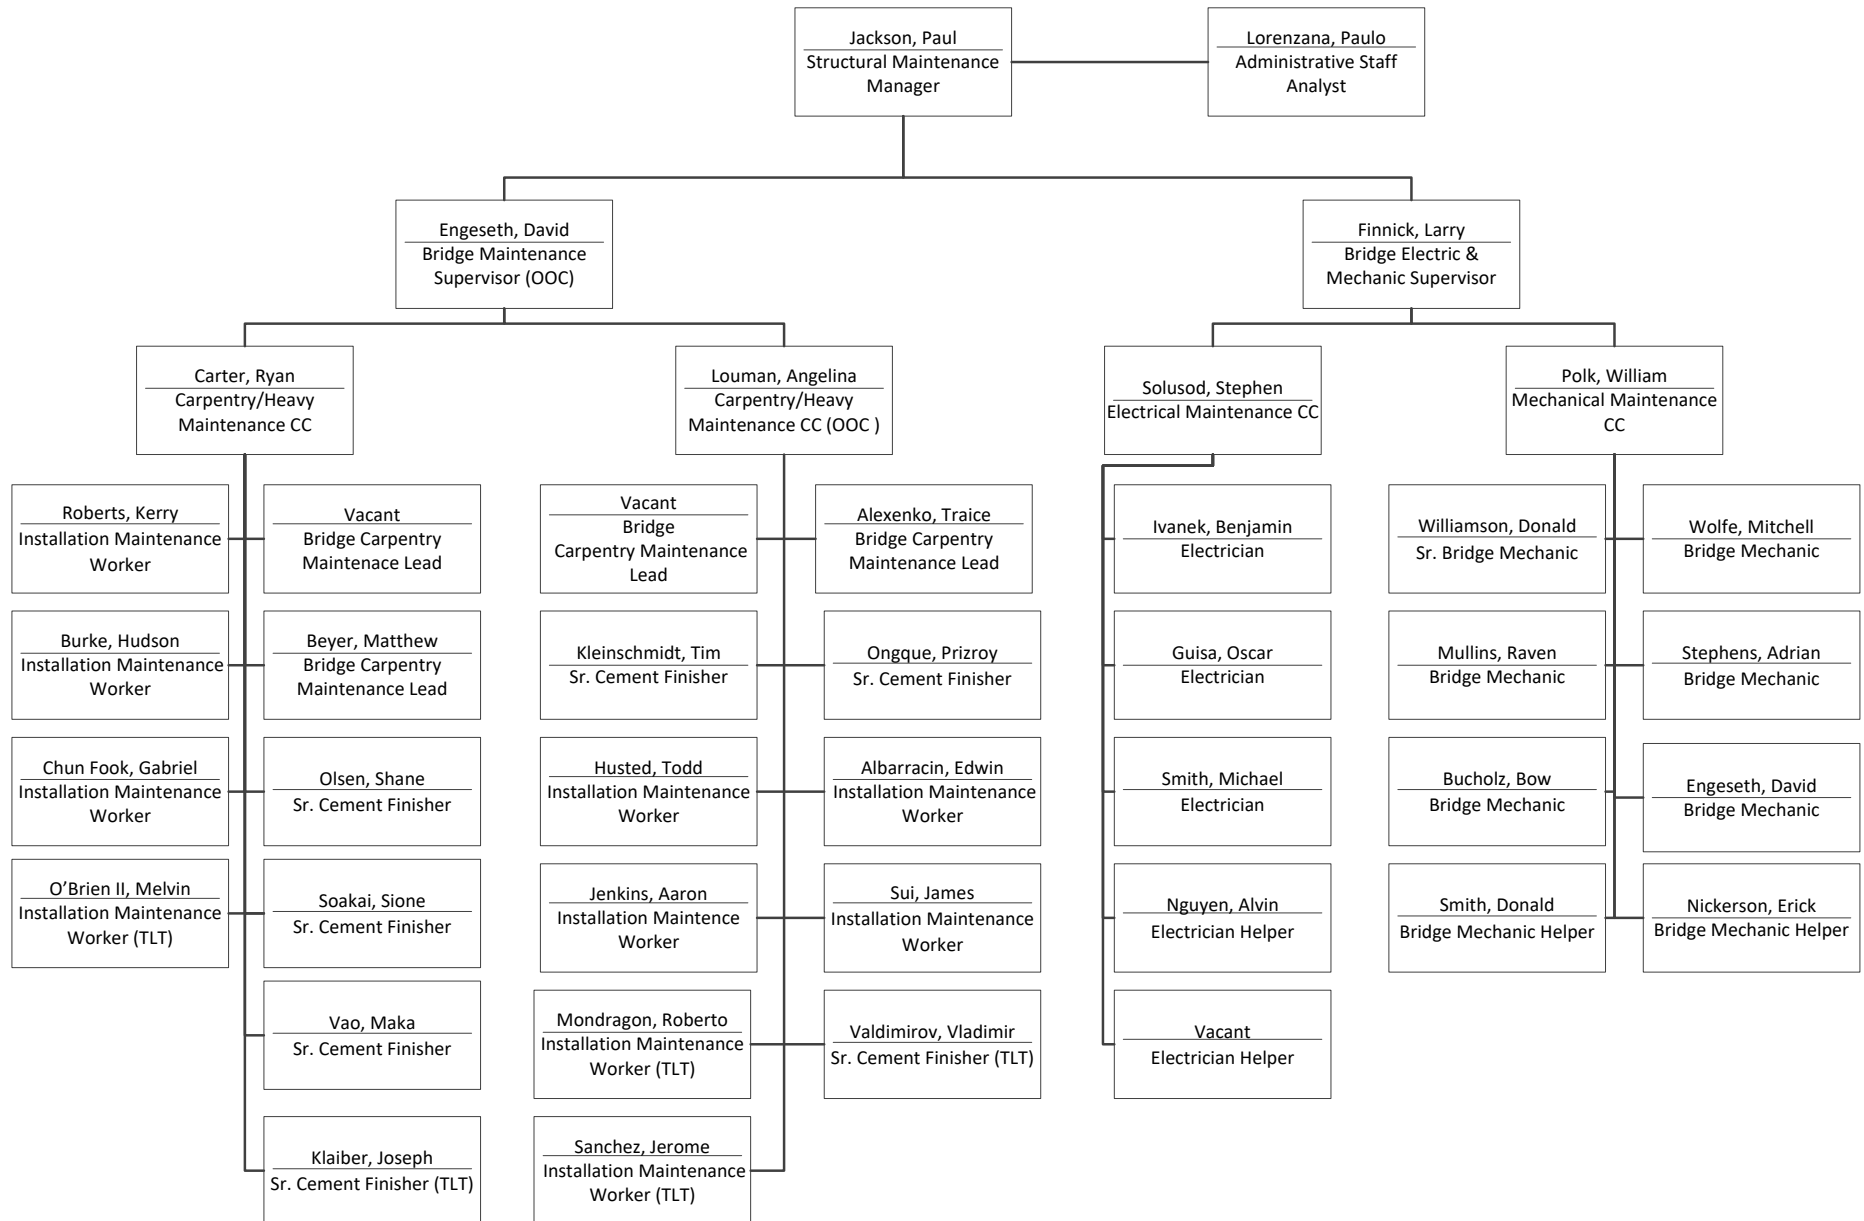 Jackson, Paul
Structural Maintenance
Manager
Lorenzana, Paulo
Administrative Staff
Analyst
Engeseth, David
Bridge Maintenance
Supervisor (OOC)
Finnick, Larry
Bridge Electric &
Mechanic Supervisor
Carter, Ryan
Carpentry/Heavy
Maintenance CC
Louman, Angelina
Carpentry/Heavy
Maintenance CC (OOC )
Solusod, Stephen
Electrical Maintenance CC
Polk, William
Mechanical Maintenance
CC
Roberts, Kerry
Installation Maintenance
Worker
Vacant
Bridge Carpentry
Maintenace Lead
Vacant
Bridge
Carpentry Maintenance
Lead
Alexenko, Traice
Bridge Carpentry
Maintenance Lead
Ivanek, Benjamin
Electrician
Williamson, Donald
Sr. Bridge Mechanic
Wolfe, Mitchell
Bridge Mechanic
Burke, Hudson
Installation Maintenance
Worker
Beyer, Matthew
Bridge Carpentry
Maintenance Lead
Kleinschmidt, Tim
Sr. Cement Finisher
Ongque, Prizroy
Sr. Cement Finisher
Guisa, Oscar
Electrician
Mullins, Raven
Bridge Mechanic
Stephens, Adrian
Bridge Mechanic
Chun Fook, Gabriel
Installation Maintenance
Worker
Olsen, Shane
Sr. Cement Finisher
Husted, Todd
Installation Maintenance
Worker
Albarracin, Edwin
Installation Maintenance
Worker
Smith, Michael
Electrician
Bucholz, Bow
Bridge Mechanic
Engeseth, David
Bridge Mechanic
O’Brien II, Melvin
Installation Maintenance
Worker (TLT)
Soakai, Sione
Sr. Cement Finisher
Jenkins, Aaron
Installation Maintence
Worker
Sui, James
Installation Maintenance
Worker
Nguyen, Alvin
Electrician Helper
Smith, Donald
Bridge Mechanic Helper
Nickerson, Erick
Bridge Mechanic Helper
Vao, Maka
Sr. Cement Finisher
Mondragon, Roberto
Installation Maintenance
Worker (TLT)
Valdimirov, Vladimir
Sr. Cement Finisher (TLT)
Vacant
Electrician Helper
Klaiber, Joseph
Sr. Cement Finisher (TLT)
Sanchez, Jerome
Installation Maintenance
Worker (TLT)